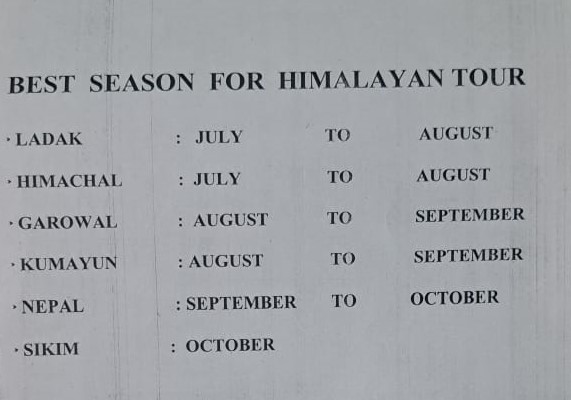 BEST SEASON FOR HIMALAYAN TOUR
· LADAK : JULY TO AUGUST
· HIMACHAL : JULY TO AUGUST
· GAROWAL : AUGUST TO SEPTEMBER
· KUMAYUN : AUGUST TO SEPTEMBER
· NEPAL : SEPTEMBER TO OCTOBER
· SIKIM : OCTOBER